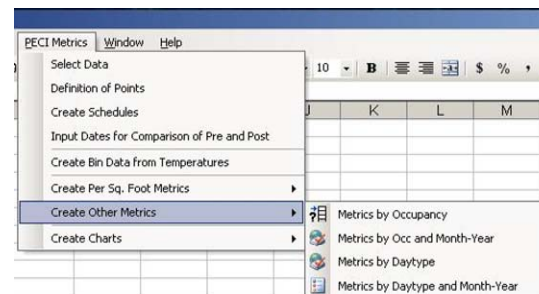 PECI Metrics Window Help
10 B $ % ,
Select Data
Definition of Points
Create Schedules
J K L M
Input Dates for Comparison of Pre and Post
Create Bin Data from Temperatures
Create Per Sq. Foot Metrics
Create Other Metrics
Metrics by Occupancy
Create Charts
Metrics by Occ and Month-Year
Metrics by Daytype
Metrics by Daytype and Month-Year